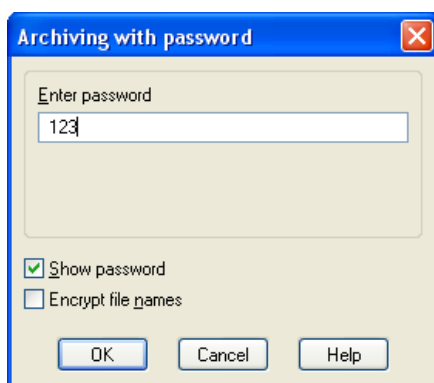 Archiving with password
Enter password
123
Show password
Encrypt file names
OK Cancel Help